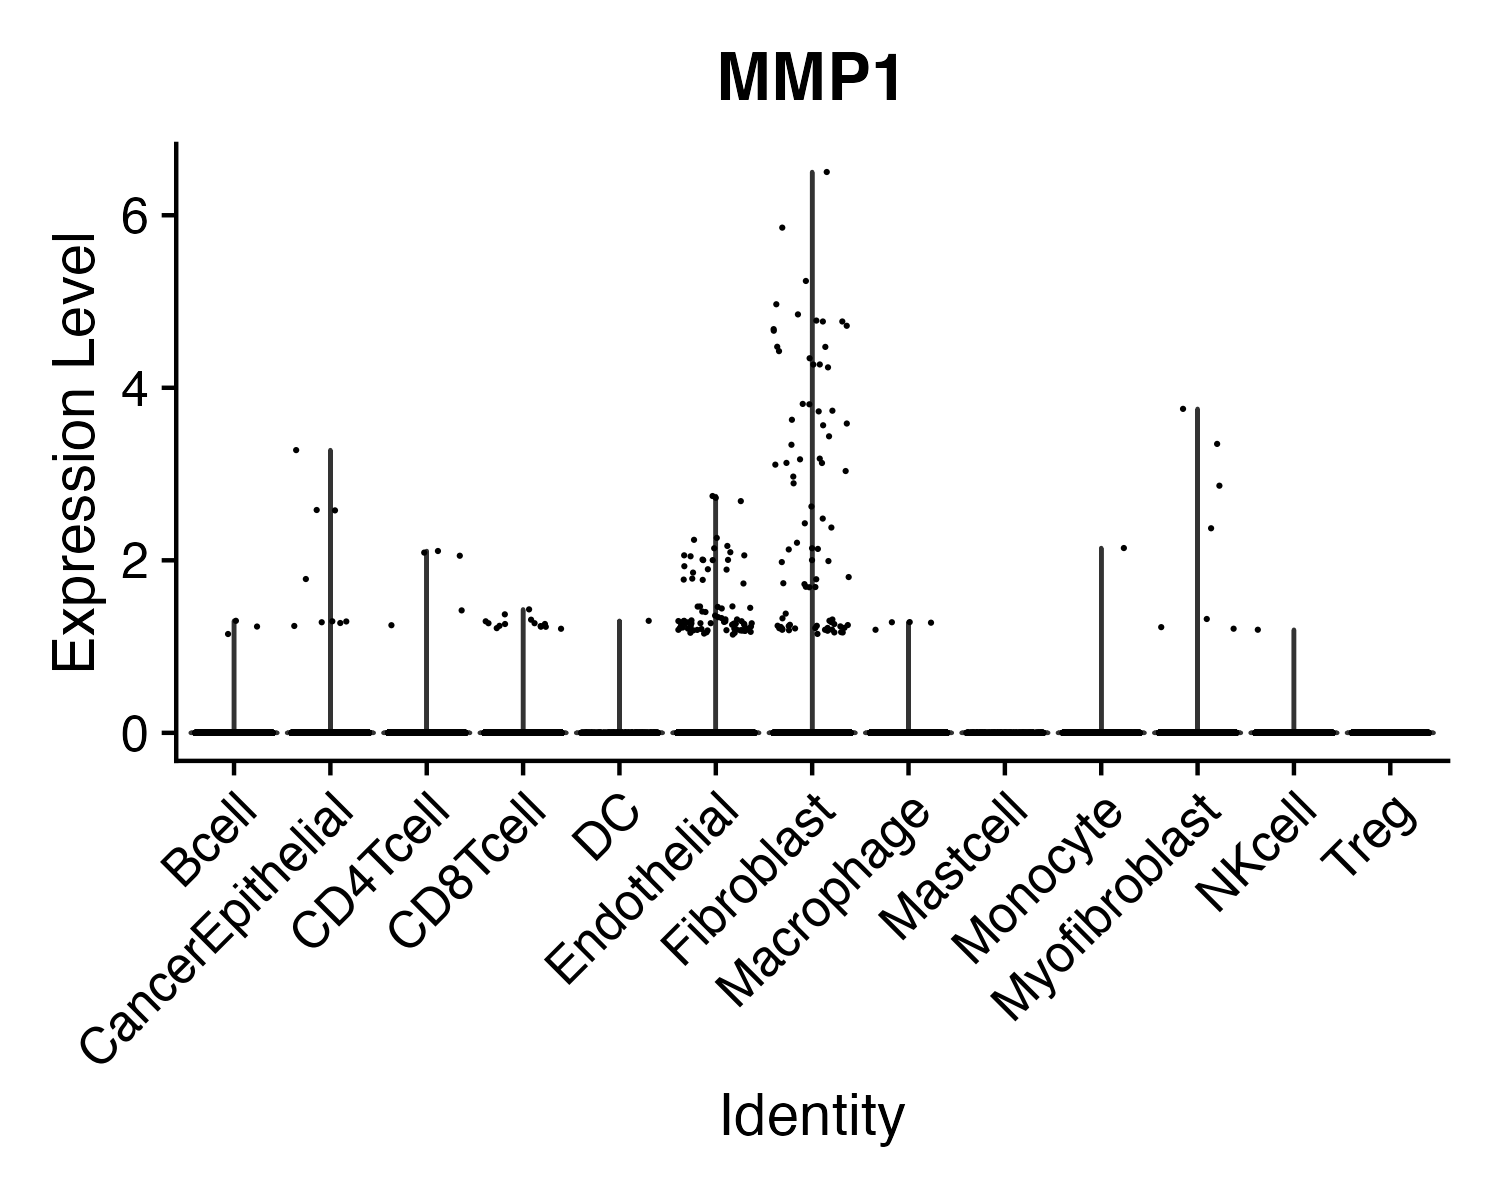 MMP1
Expression Level
6
4
2
0
Bcell
CancerEpithelial
CD4Tcell
CD8Tcell
DC
Endothelial
Fibroblast
Macrophage
Mastcell
Monocyte
Myofibroblast
NKcell
Treg
Identity